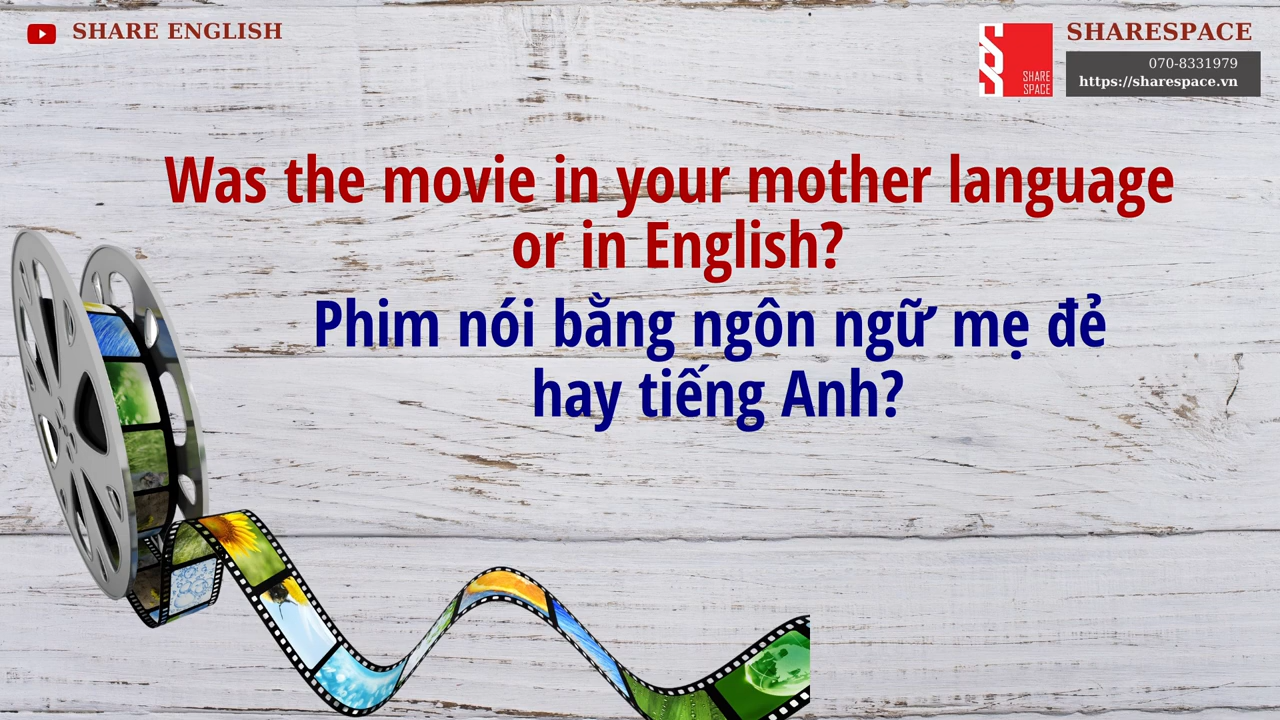 SHARE ENGLISH
SHARE
SPACE
SHARESPACE
070-8331979
https://sharespace.vn
Was the movie in your mother language
or in English?
Phim nói bằng ngôn ngữ mẹ đẻ
hay tiếng Anh?